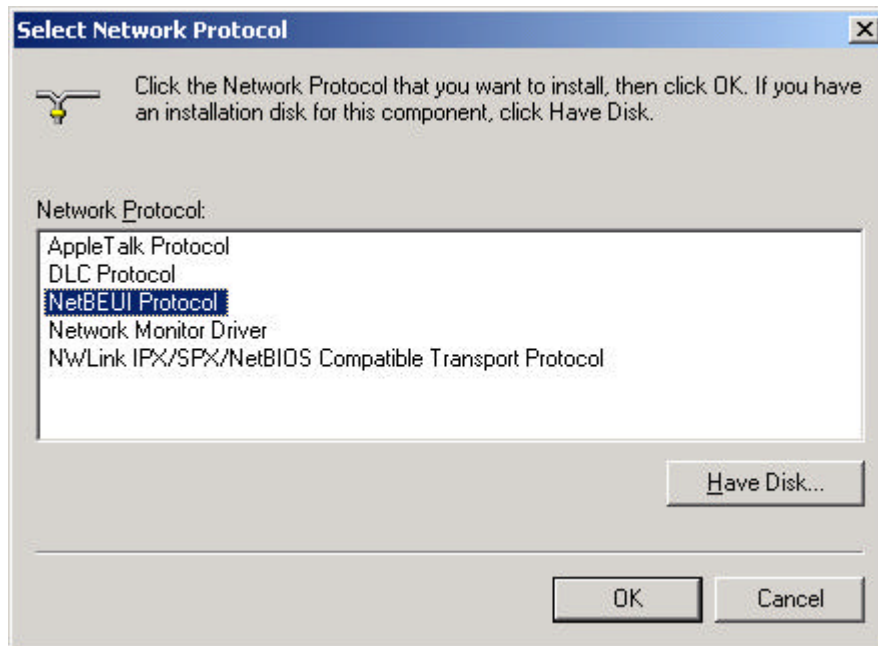 Select Network Protocol
Click the Network Protocol that you want to install, then click OK. If you have
an installation disk for this component, click Have Disk.
Network Protocol:
AppleTalk Protocol
DLC Protocol
NetBEUI Protocol
Network Monitor Driver
NWLink IPX/SPX/NetBIOS Compatible Transport Protocol
Have Disk...
OK
Cancel